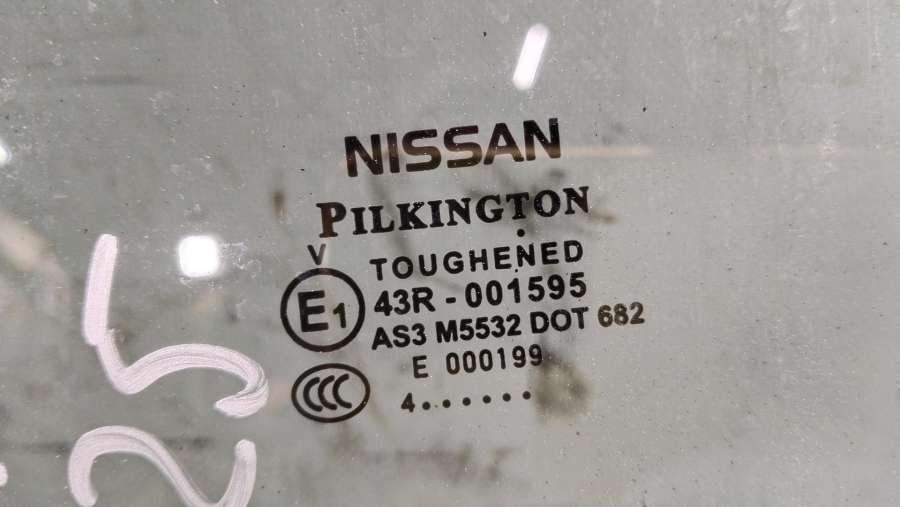 NISSAN
PILKINGTON
V
TOUGHENED
E1
43R - 001595
AS3 M5532 DOT 682
E 000199
CCC
4.......